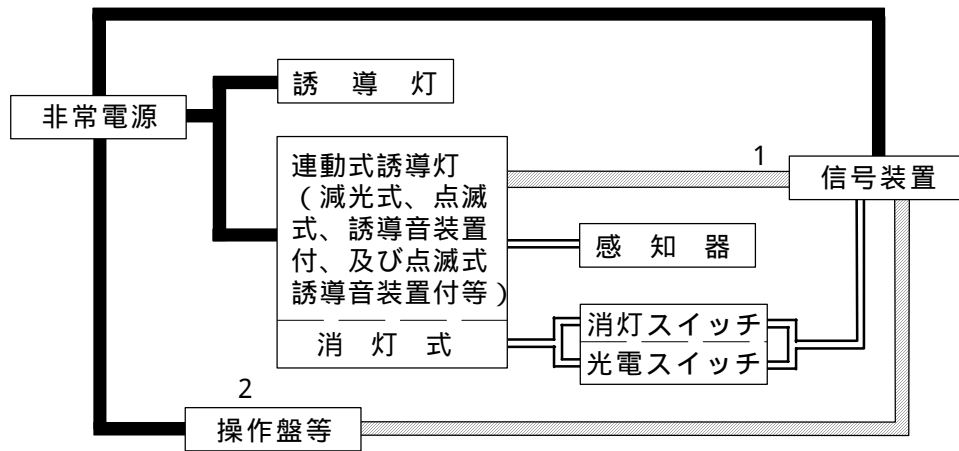 誘導灯
非常電源
1
連動式誘導灯
（減光式、点滅
式、誘導音装置
付、及び点滅式
誘導音装置付等）
信号装置
感知器
消灯式
消灯スイッチ
光電スイッチ
2
操作盤等